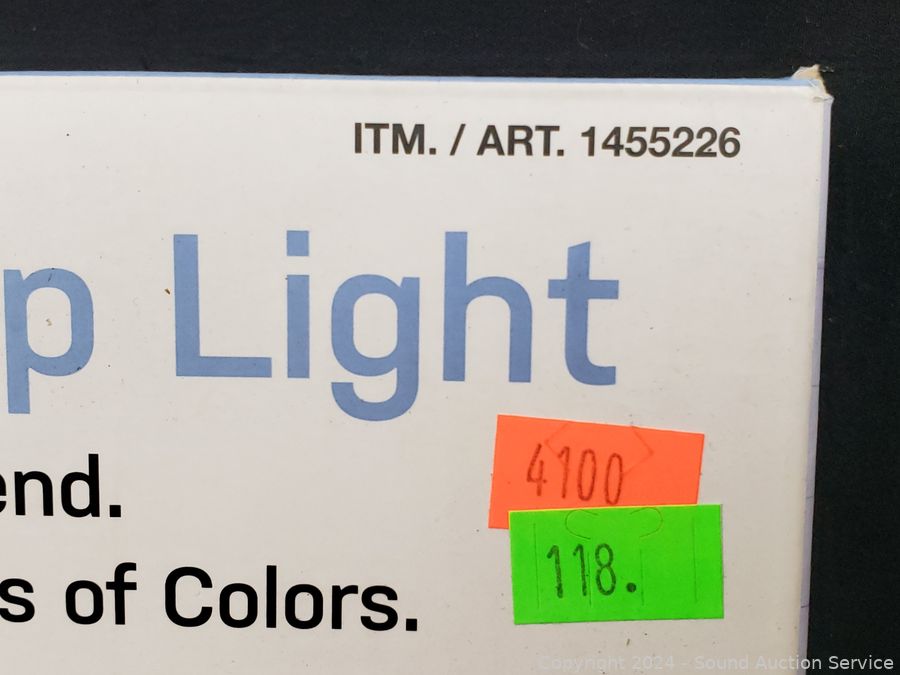 ITM. / ART. 1455226
p Light
end.
s of Colors.
4100
118.
Copyright 2024 - Sound Auction Service